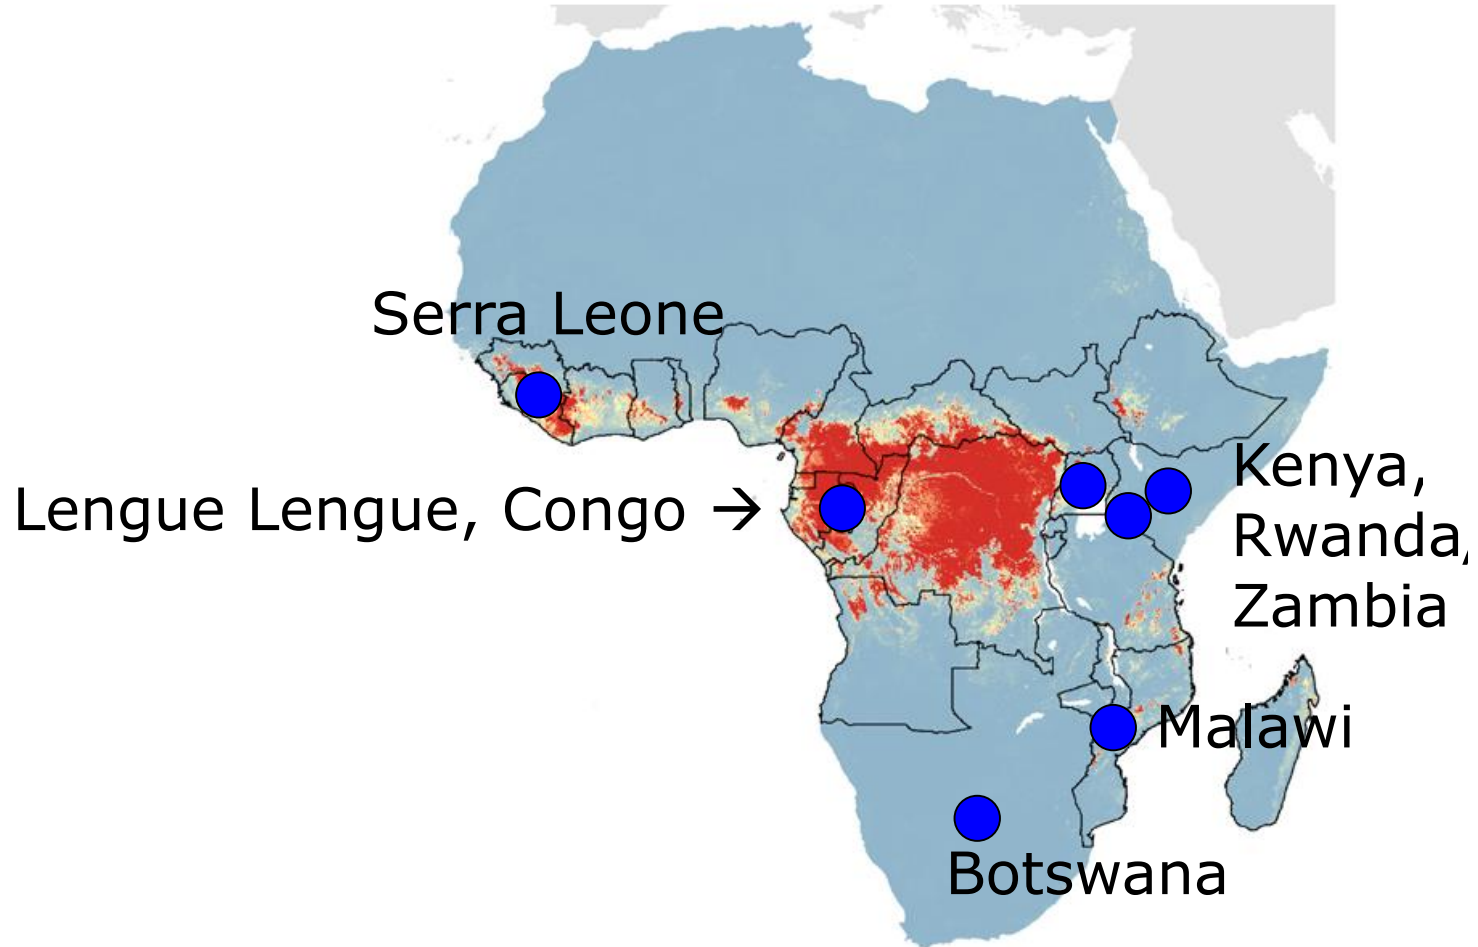 Serra Leone
Lengue Lengue, Congo →
Kenya,
Rwanda,
Zambia
Malawi
Botswana